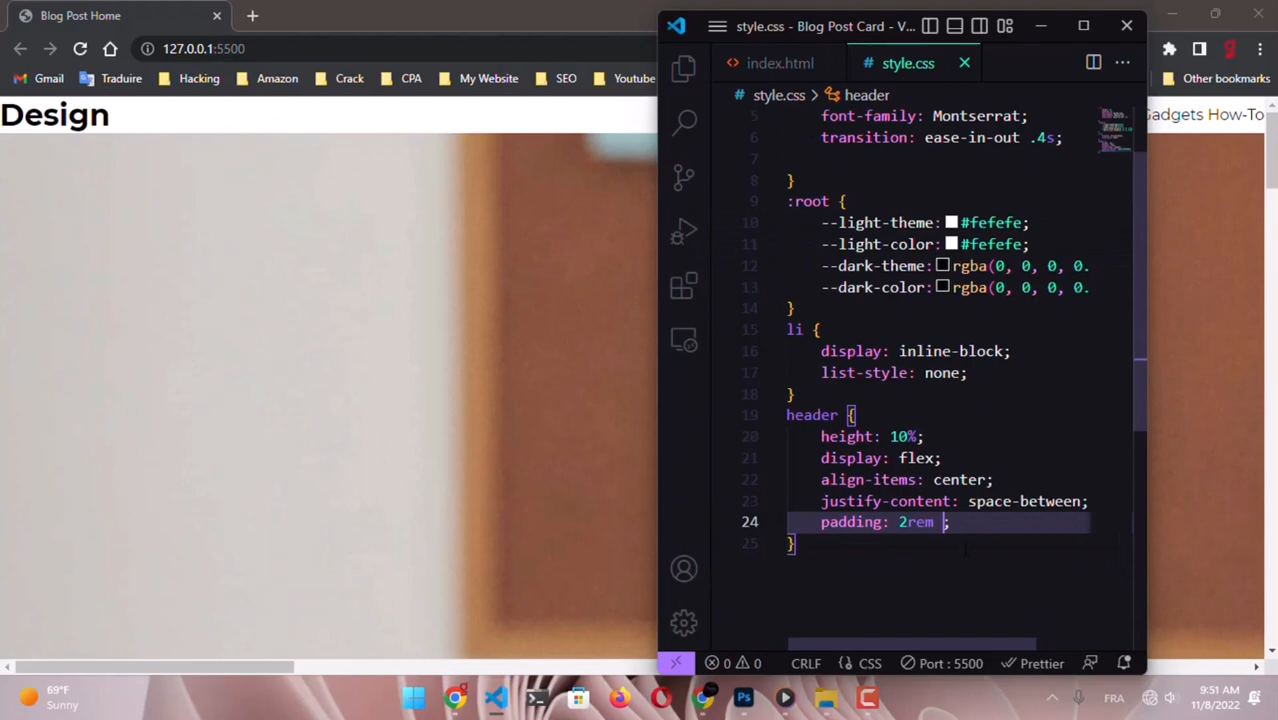 Blog Post Home
127.0.0.1:5500
Gmail
Traduire
Hacking
Amazon
Crack
CPA
My Website
SEO
Youtube
Other bookmarks
Design
Gadgets How-To
style.css - Blog Post Card - V...
index.html
# style.css
# style.css > header
5 font-family: Montserrat;
6 transition: ease-in-out .4s;
7
8 }
9 :root {
10 --light-theme: #fefefe;
11 --light-color: #fefefe;
12 --dark-theme: rgba(0, 0, 0, 0.
13 --dark-color: rgba(0, 0, 0, 0.
14 }
15 li {
16 display: inline-block;
17 list-style: none;
18 }
19 header {
20 height: 10%;
21 display: flex;
22 align-items: center;
23 justify-content: space-between;
24 padding: 2rem ;
25 }
0 0 CRLF {} CSS Port : 5500 Prettier
69°F
Sunny
FRA
9:51 AM
11/8/2022